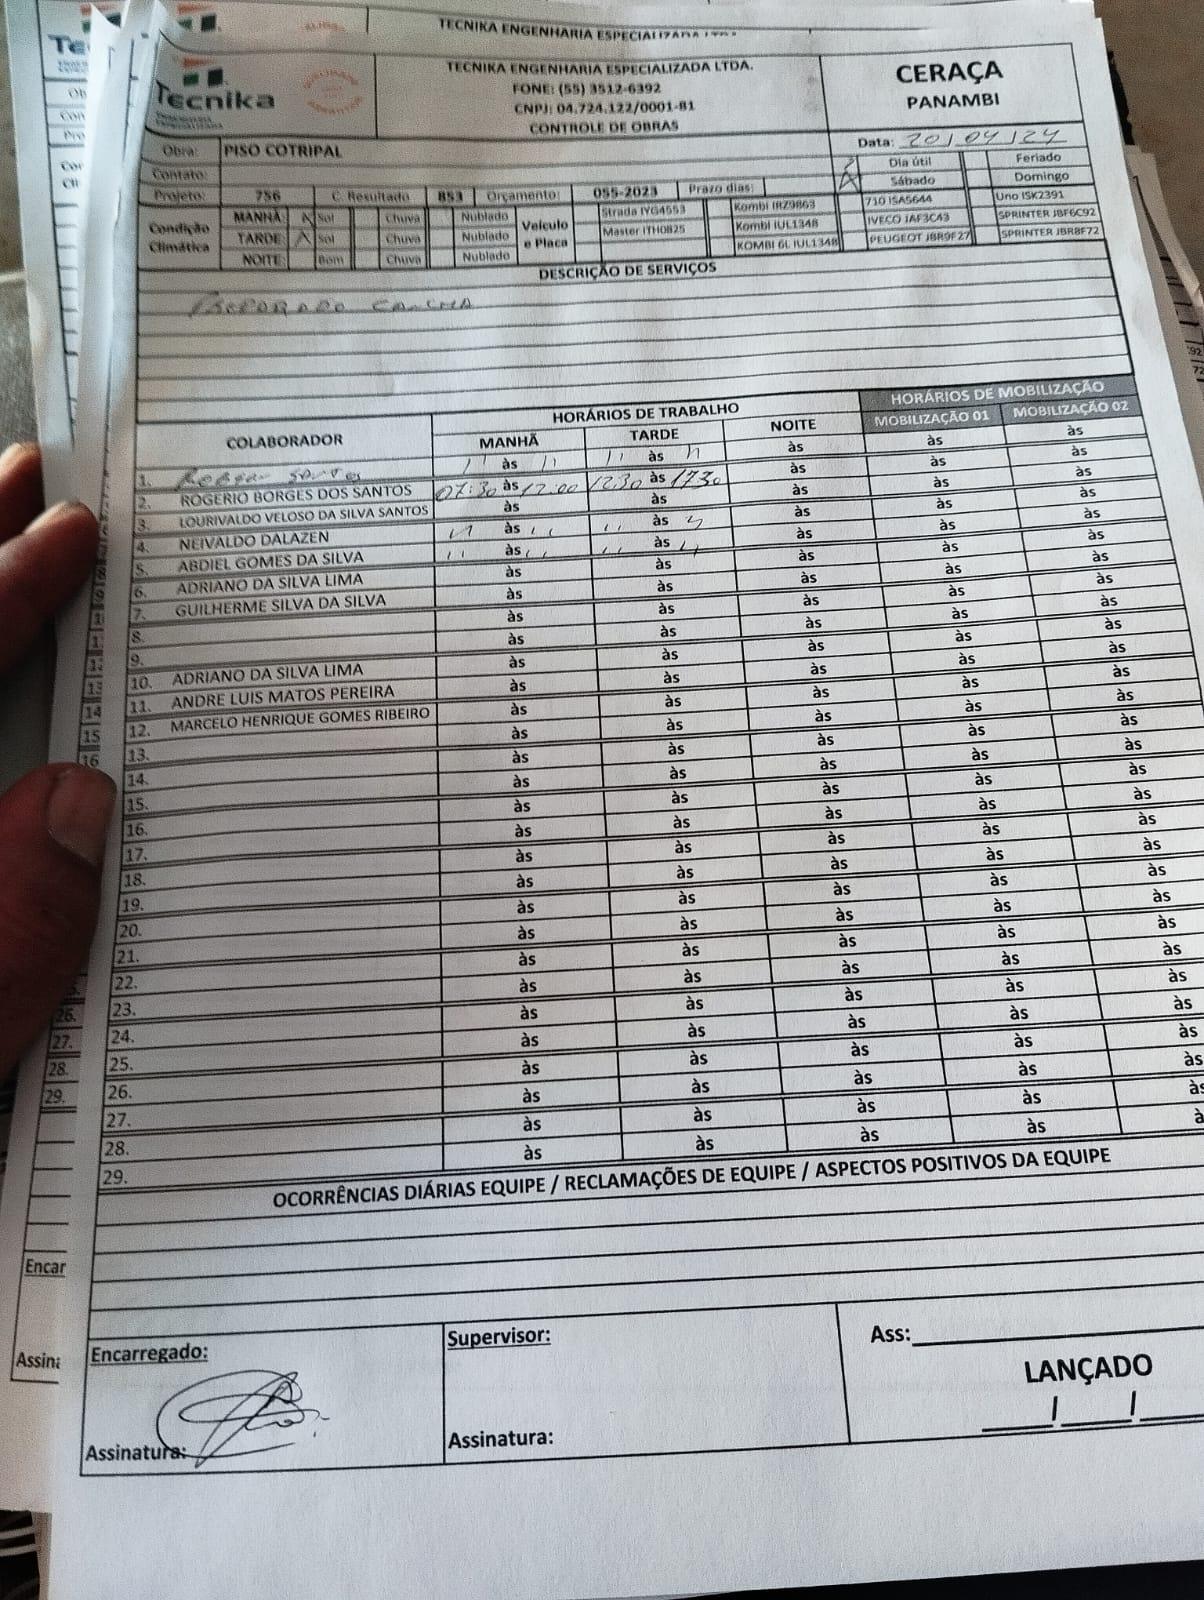 TECNIKA ENGENHARIA ESPECIALIZADA LTDA.
Tecnika
TECNIKA ENGENHARIA ESPECIALIZADA LTDA.
FONE: (55) 3512-6392
CNPJ: 04.724.122/0001-81
CONTROLE DE OBRAS
CERAÇA
PANAMBI
Obra: PISO COTRIPAL
Data: 20/04/24
Contato:
Dia útil Feriado
X Sábado Domingo
Projeto: 756 C. Resultado 853 Orçamento: 055-2023 Prazo dias:
Condição Climática
MANHÃ: X Sol Chuva Nublado
TARDE: X Sol Chuva Nublado
NOITE: Bom Chuva Nublado
Veículo e Placa
Strada IYG4553 Kombi IRZ9863 710 ISA5644 Uno ISK2391
Master ITH0825 Kombi IUL1348 IVECO JAF3C43 SPRINTER JBF6C92
KOMBI 6L IUL1348 PEUGEOT JBR9F27 SPRINTER JBR8F72
DESCRIÇÃO DE SERVIÇOS
COLABORADOR HORÁRIOS DE TRABALHO HORÁRIOS DE MOBILIZAÇÃO
MANHÃ TARDE NOITE MOBILIZAÇÃO 01 MOBILIZAÇÃO 02
1. Robson Santos '' às '' '' às '' às às às
2. ROGERIO BORGES DOS SANTOS 07:30 às 12:00 12:30 às 17:30 às às às
3. LOURIVALDO VELOSO DA SILVA SANTOS às às às às às
4. NEIVALDO DALAZEN '' às '' '' às '' às às às
5. ABDIEL GOMES DA SILVA '' às '' '' às '' às às às
6. ADRIANO DA SILVA LIMA às às às às às
7. GUILHERME SILVA DA SILVA às às às às às
8. às às às às às
9. às às às às às
10. ADRIANO DA SILVA LIMA às às às às às
11. ANDRE LUIS MATOS PEREIRA às às às às às
12. MARCELO HENRIQUE GOMES RIBEIRO às às às às às
13. às às às às às
14. às às às às às
15. às às às às às
16. às às às às às
17. às às às às às
18. às às às às às
19. às às às às às
20. às às às às às
21. às às às às às
22. às às às às às
23. às às às às às
24. às às às às às
25. às às às às às
26. às às às às às
27. às às às às às
28. às às às às às
29. às às às às às
OCORRÊNCIAS DIÁRIAS EQUIPE / RECLAMAÇÕES DE EQUIPE / ASPECTOS POSITIVOS DA EQUIPE
Encarregado:
Supervisor:
Ass:
LANÇADO
Assinatura:
Assinatura: